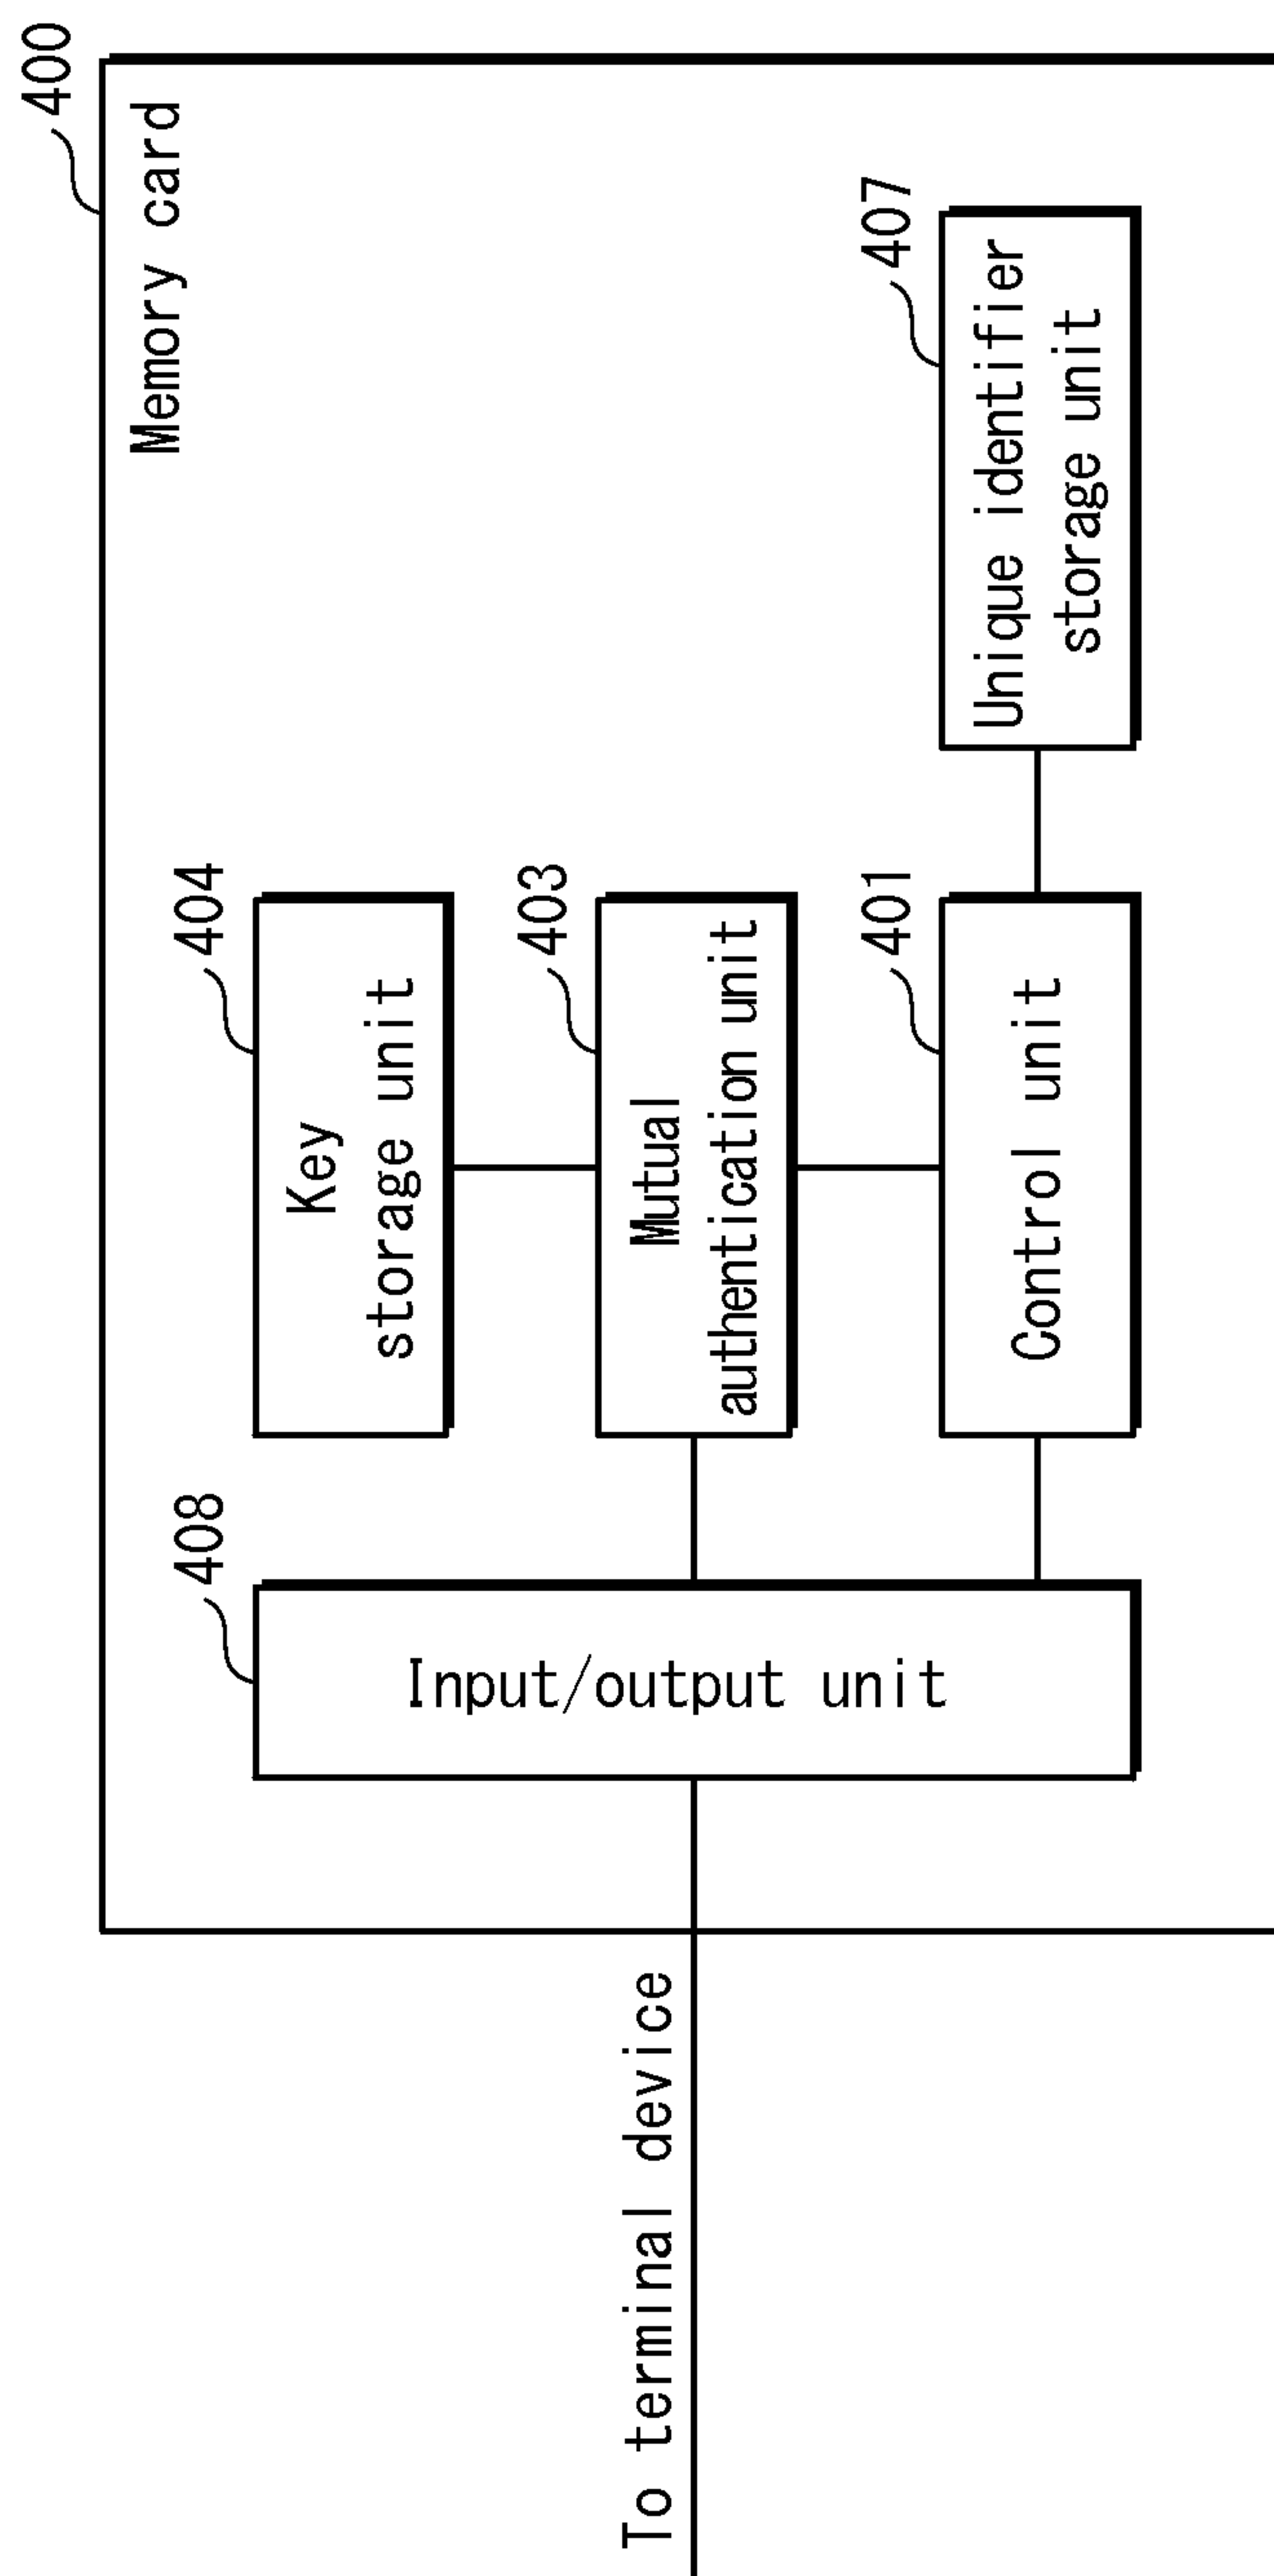 400
Memory card
408
404
Key
storage unit
To terminal device
Input/output unit
403
Mutual
authentication unit
401
Control unit
407
Unique identifier
storage unit